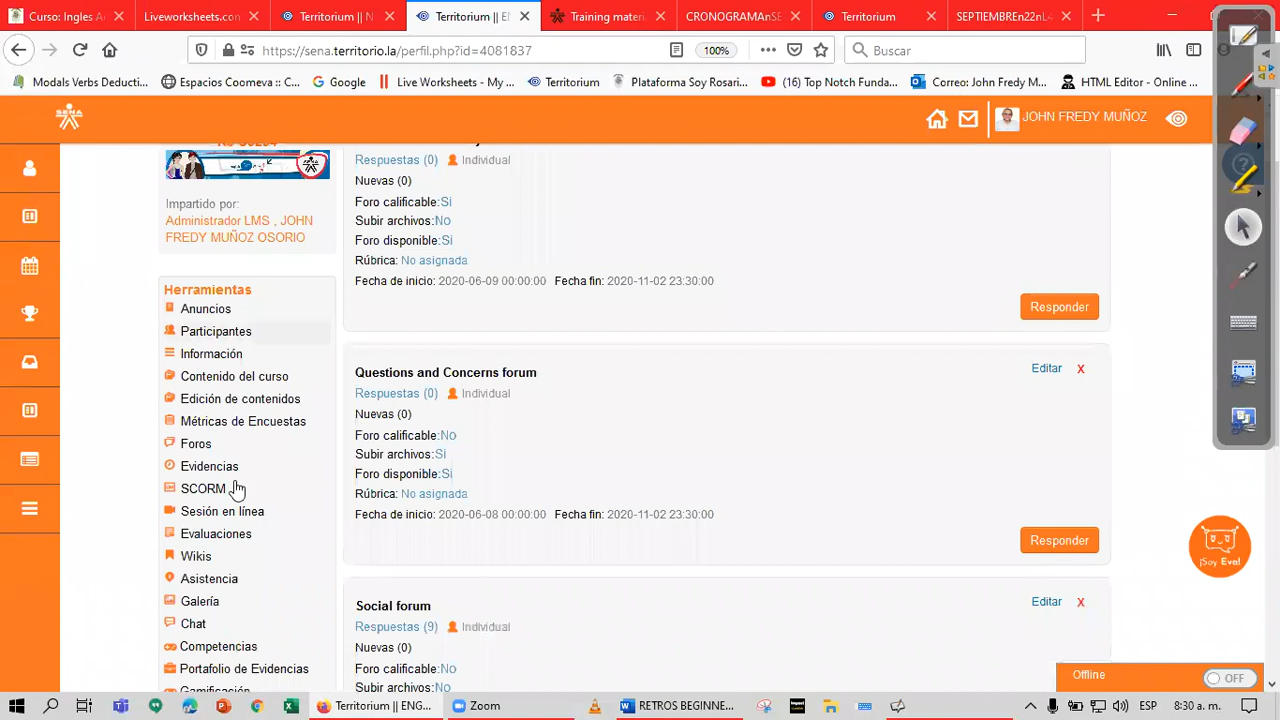 Curso: Ingles A
Liveworksheets.con
Territorium || N
Territorium || EN
Training mater
CRONOGRAMAnSE
Territorium
SEPTIEMBREn22nL4
https://sena.territorio.la/perfil.php?id=4081837
100%
Buscar
Modals Verbs Deducti...
Espacios Coomeva :: C...
Google
Live Worksheets - My ...
Territorium
Plataforma Soy Rosari...
(16) Top Notch Funda...
Correo: John Fredy M...
HTML Editor - Online ...
SENA
JOHN FREDY MUÑOZ
Impartido por:
Administrador LMS , JOHN
FREDY MUÑOZ OSORIO
Herramientas
Anuncios
Participantes
Información
Contenido del curso
Edición de contenidos
Métricas de Encuestas
Foros
Evidencias
SCORM
Sesión en línea
Evaluaciones
Wikis
Asistencia
Galería
Chat
Competencias
Portafolio de Evidencias
Gamificación
Respuestas (0) Individual
Nuevas (0)
Foro calificable:Si
Subir archivos:No
Foro disponible:Si
Rúbrica: No asignada
Fecha de inicio: 2020-06-09 00:00:00 Fecha fin: 2020-11-02 23:30:00
Responder
Questions and Concerns forum
Editar X
Respuestas (0) Individual
Nuevas (0)
Foro calificable:No
Subir archivos:Si
Foro disponible:Si
Rúbrica: No asignada
Fecha de inicio: 2020-06-08 00:00:00 Fecha fin: 2020-11-02 23:30:00
Responder
Social forum
Editar X
Respuestas (9) Individual
Nuevas (0)
Foro calificable:No
Subir archivos:No
¡Soy Eva!
Offline
OFF
Territorium || ENG...
Zoom
RETROS BEGINNE...
ESP
8:30 a. m.